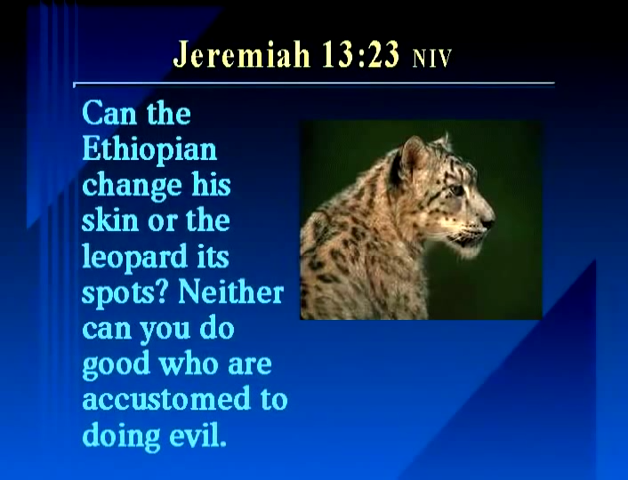 Jeremiah 13:23 NIV
Can the
Ethiopian
change his
skin or the
leopard its
spots? Neither
can you do
good who are
accustomed to
doing evil.